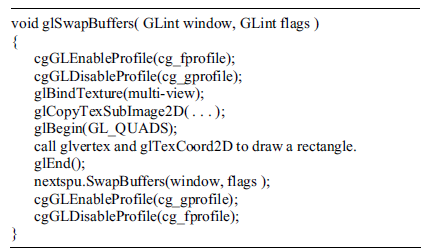 void glSwapBuffers( GLint window, GLint flags )
{
cgGLEnableProfile(cg_fprofile);
cgGLDisableProfile(cg_gprofile);
glBindTexture(multi-view);
glCopyTexSubImage2D( . . . );
glBegin(GL_QUADS);
call glvertex and glTexCoord2D to draw a rectangle.
glEnd();
nextspu.SwapBuffers(window, flags );
cgGLEnableProfile(cg_gprofile);
cgGLDisableProfile(cg_fprofile);
}